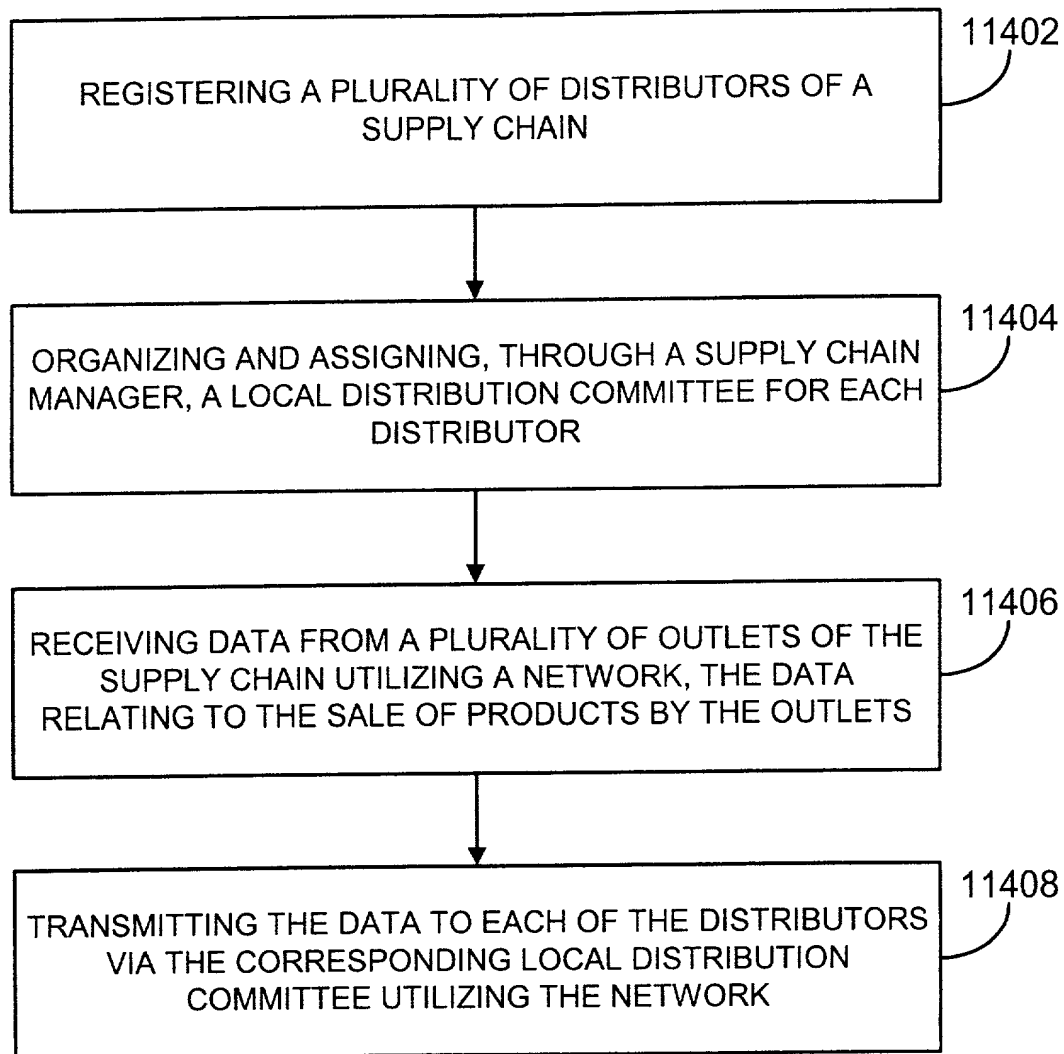 11402
REGISTERING A PLURALITY OF DISTRIBUTORS OF A
SUPPLY CHAIN
11404
ORGANIZING AND ASSIGNING, THROUGH A SUPPLY CHAIN
MANAGER, A LOCAL DISTRIBUTION COMMITTEE FOR EACH
DISTRIBUTOR
11406
RECEIVING DATA FROM A PLURALITY OF OUTLETS OF THE
SUPPLY CHAIN UTILIZING A NETWORK, THE DATA
RELATING TO THE SALE OF PRODUCTS BY THE OUTLETS
11408
TRANSMITTING THE DATA TO EACH OF THE DISTRIBUTORS
VIA THE CORRESPONDING LOCAL DISTRIBUTION
COMMITTEE UTILIZING THE NETWORK